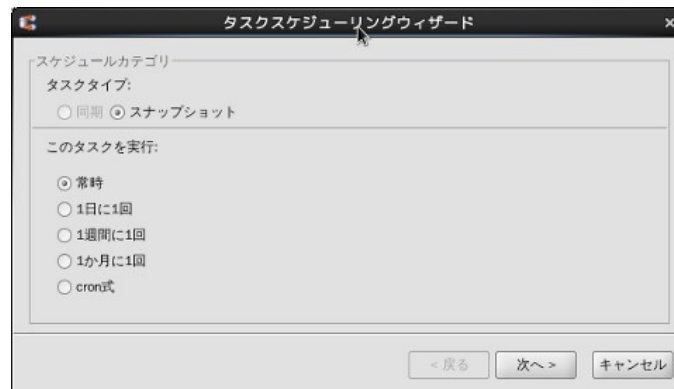 タスクスケジューリングウィザード
スケジュールカテゴリ
タスクタイプ:
同期 スナップショット
このタスクを実行:
常時
1日に1回
1週間に1回
1か月に1回
cron式
< 戻る 次へ > キャンセル